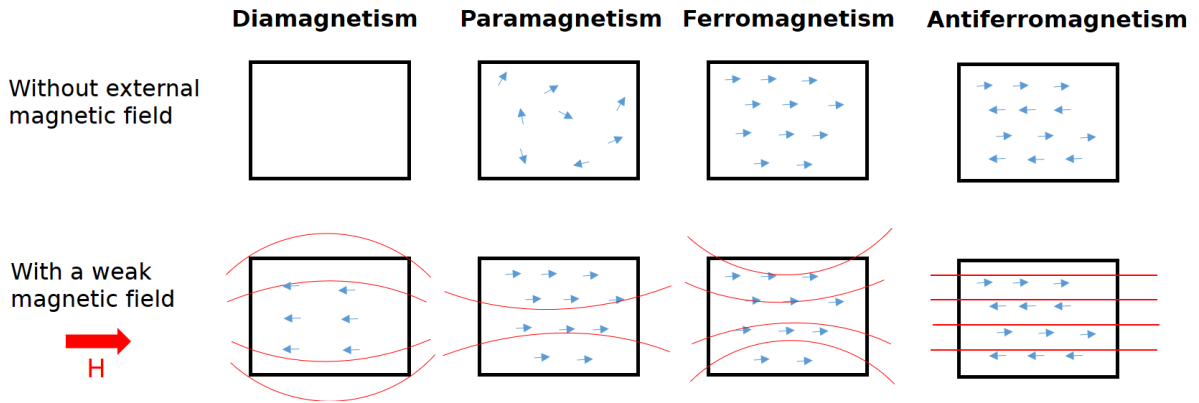 Diamagnetism
Paramagnetism
Ferromagnetism
Antiferromagnetism
Without external
magnetic field
With a weak
magnetic field
H